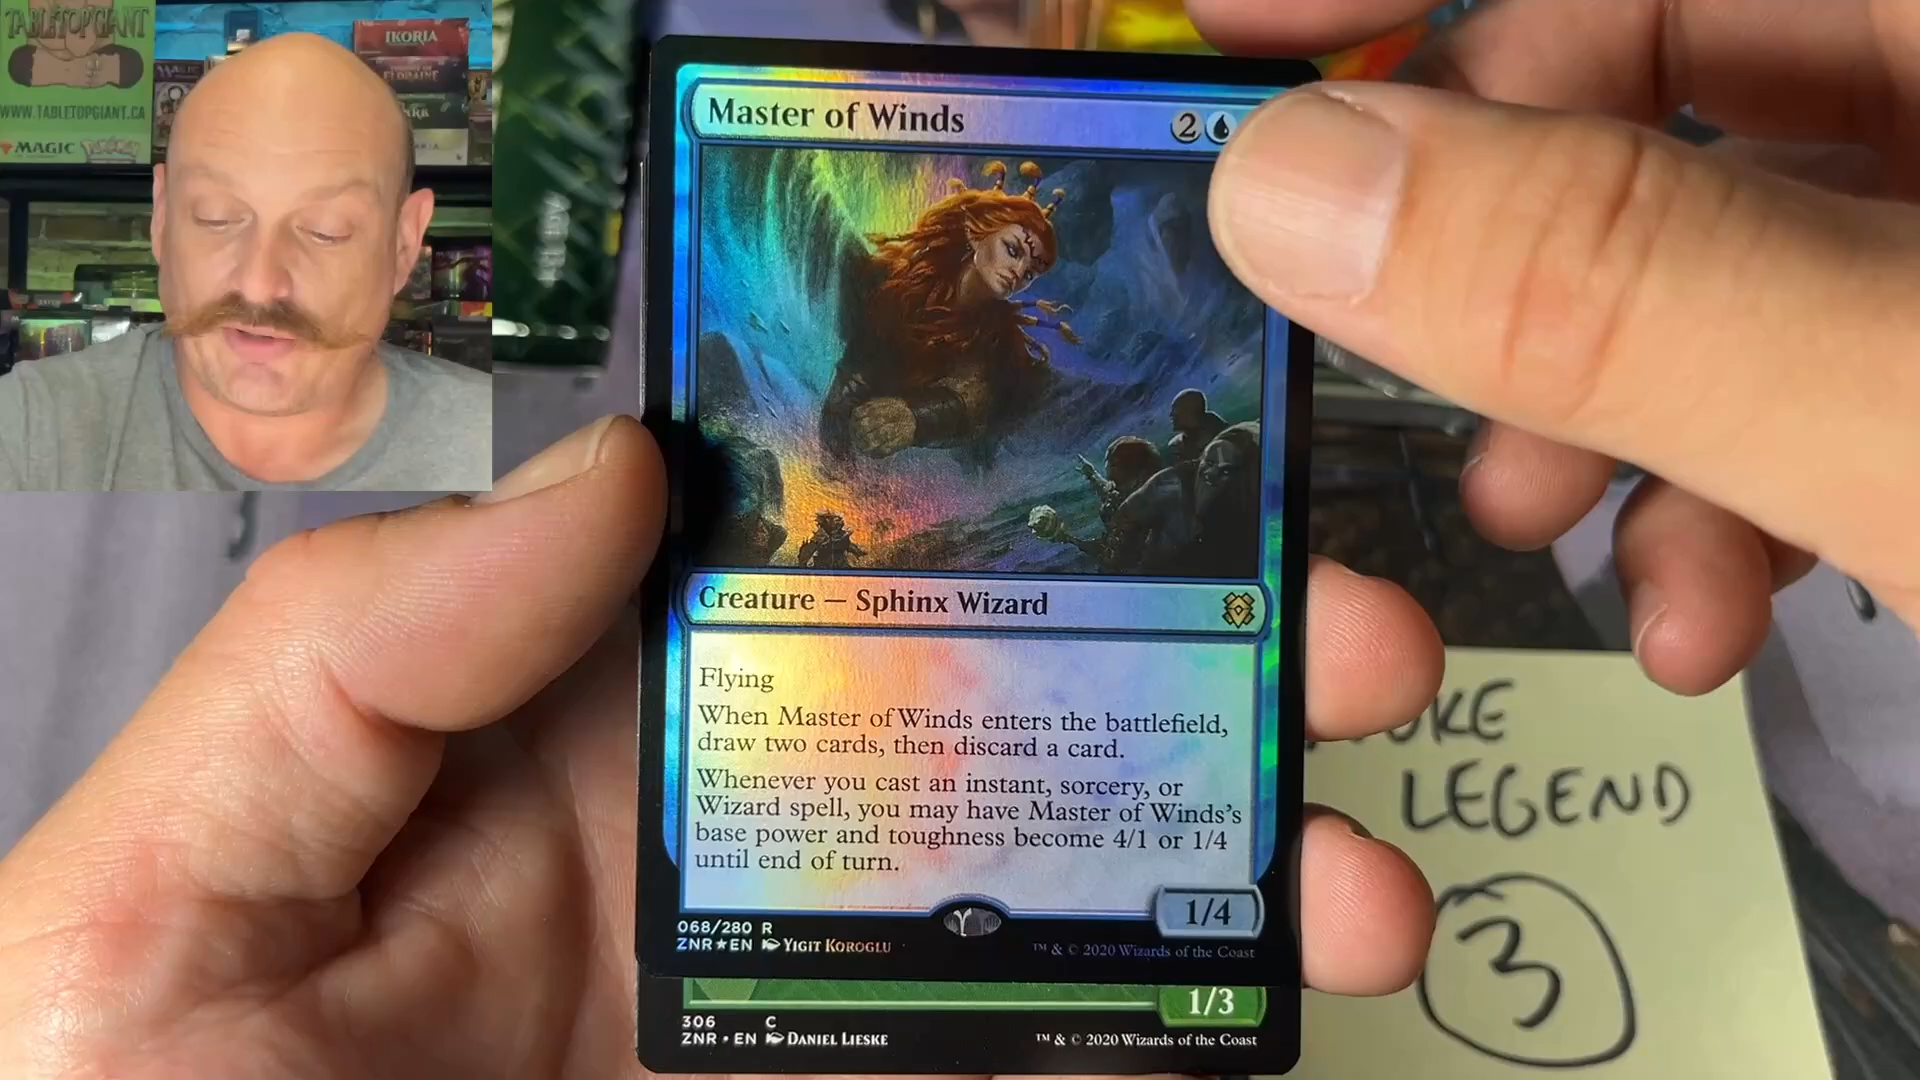 TABLETOPGIANT
WWW.TABLETOPGIANT.CA
MAGIC
IKORIA
ELDRAINE
Master of Winds 2
Creature — Sphinx Wizard
Flying
When Master of Winds enters the battlefield,
draw two cards, then discard a card.
Whenever you cast an instant, sorcery, or
Wizard spell, you may have Master of Winds's
base power and toughness become 4/1 or 1/4
until end of turn.
1/4
068/280 R
ZNR★EN YIGIT KOROGLU
™ & © 2020 Wizards of the Coast
1/3
306 C
ZNR • EN DANIEL LIESKE
™ & © 2020 Wizards of the Coast
LEGEND
3